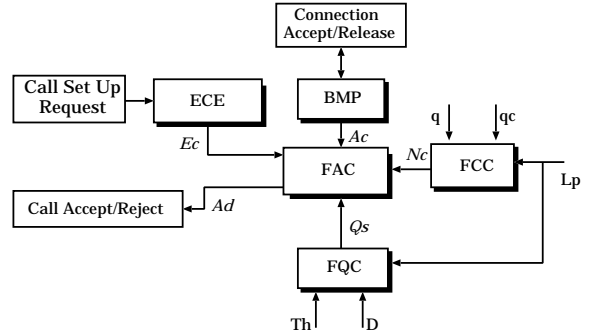 Connection
Accept/Release
Call Set Up
Request
ECE
BMP
q
qc
Ec
Ac
Nc
FAC
FCC
Lp
Call Accept/Reject
Ad
Qs
FQC
Th
D